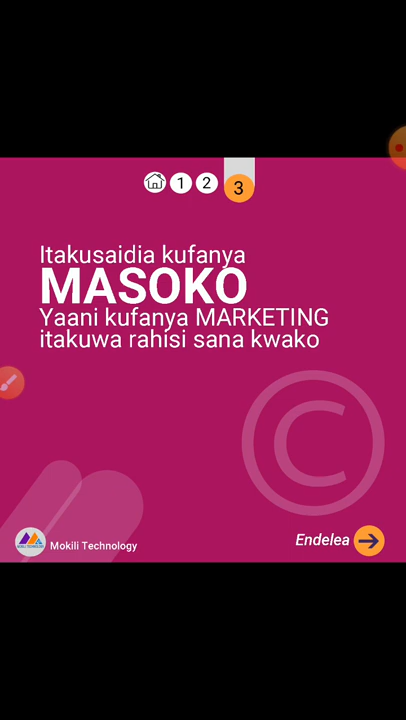 1 2 3
Itakusaidia kufanya
MASOKO
Yaani kufanya MARKETING
itakuwa rahisi sana kwako
©
Endelea
Mokili Technology